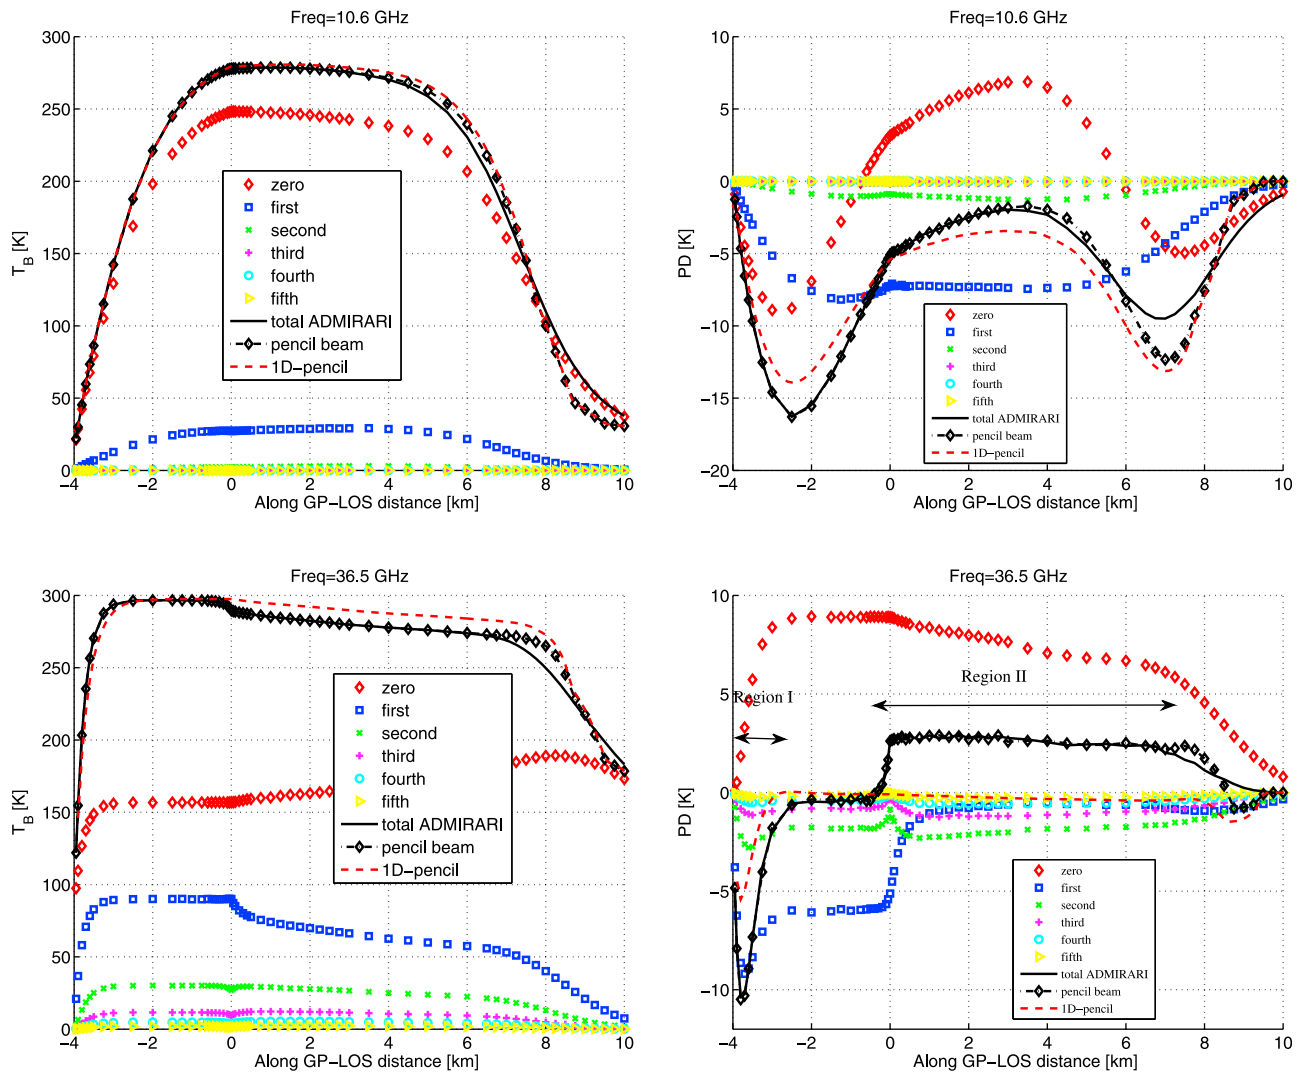 Freq=10.6 GHz
300
250
200
150
100
50
0
T_B [K]
−4
−2
0
2
4
6
8
10
Along GP−LOS distance [km]
zero
first
second
third
fourth
fifth
total ADMIRARI
pencil beam
1D−pencil
Freq=10.6 GHz
10
5
0
−5
−10
−15
−20
PD [K]
−4
−2
0
2
4
6
8
10
Along GP−LOS distance [km]
zero
first
second
third
fourth
fifth
total ADMIRARI
pencil beam
1D−pencil
Freq=36.5 GHz
300
250
200
150
100
50
0
T_B [K]
−4
−2
0
2
4
6
8
10
Along GP−LOS distance [km]
zero
first
second
third
fourth
fifth
total ADMIRARI
pencil beam
1D−pencil
Freq=36.5 GHz
10
5
0
−5
−10
PD [K]
Region I
Region II
−4
−2
0
2
4
6
8
10
Along GP−LOS distance [km]
zero
first
second
third
fourth
fifth
total ADMIRARI
pencil beam
1D−pencil